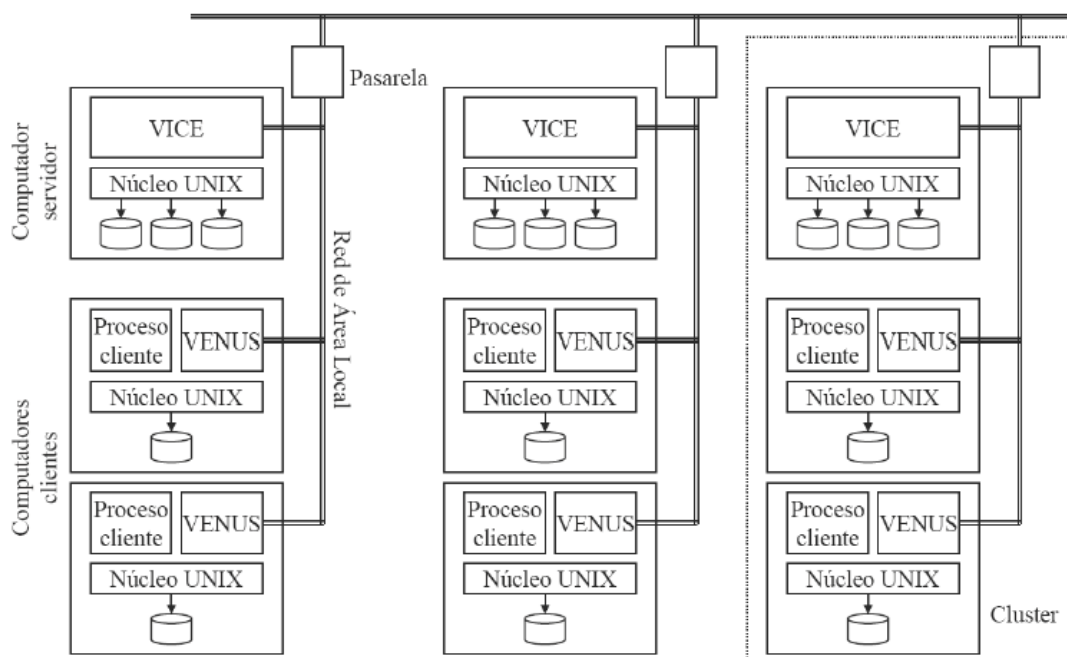 Pasarela
Computador
servidor
VICE
Núcleo UNIX
VICE
Núcleo UNIX
VICE
Núcleo UNIX
Red de Área Local
Computadores
clientes
Proceso
cliente
VENUS
Núcleo UNIX
Proceso
cliente
VENUS
Núcleo UNIX
Proceso
cliente
VENUS
Núcleo UNIX
Proceso
cliente
VENUS
Núcleo UNIX
Proceso
cliente
VENUS
Núcleo UNIX
Proceso
cliente
VENUS
Núcleo UNIX
Cluster